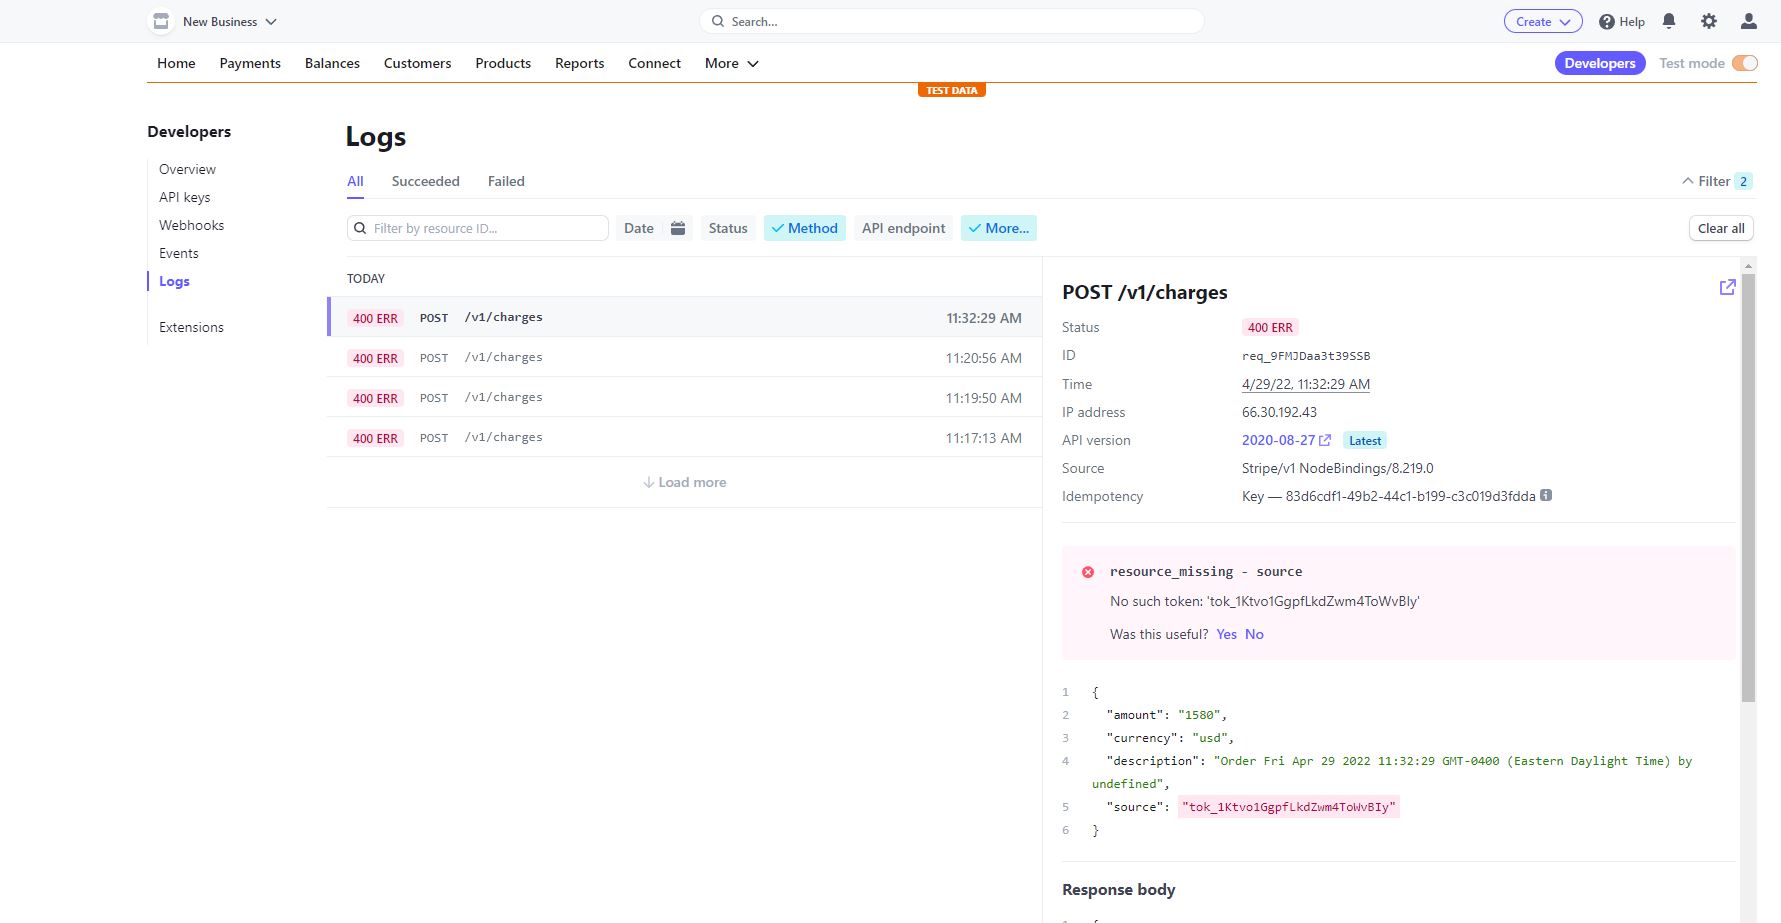 New Business
Search...
Create
Help
Home Payments Balances Customers Products Reports Connect More
Developers Test mode
TEST DATA
Developers
Overview
API keys
Webhooks
Events
Logs
Extensions
Logs
All Succeeded Failed
Filter 2
Filter by resource ID...
Date Status Method API endpoint More...
Clear all
TODAY
400 ERR POST /v1/charges 11:32:29 AM
400 ERR POST /v1/charges 11:20:56 AM
400 ERR POST /v1/charges 11:19:50 AM
400 ERR POST /v1/charges 11:17:13 AM
Load more
POST /v1/charges
Status 400 ERR
ID req_9FMJDaa3t39SSB
Time 4/29/22, 11:32:29 AM
IP address 66.30.192.43
API version 2020-08-27 Latest
Source Stripe/v1 NodeBindings/8.219.0
Idempotency Key — 83d6cdf1-49b2-44c1-b199-c3c019d3fdda
resource_missing - source
No such token: 'tok_1Ktvo1GgpfLkdZwm4ToWvBIy'
Was this useful? Yes No
1 {
2 "amount": "1580",
3 "currency": "usd",
4 "description": "Order Fri Apr 29 2022 11:32:29 GMT-0400 (Eastern Daylight Time) by
undefined",
5 "source": "tok_1Ktvo1GgpfLkdZwm4ToWvBIy"
6 }
Response body